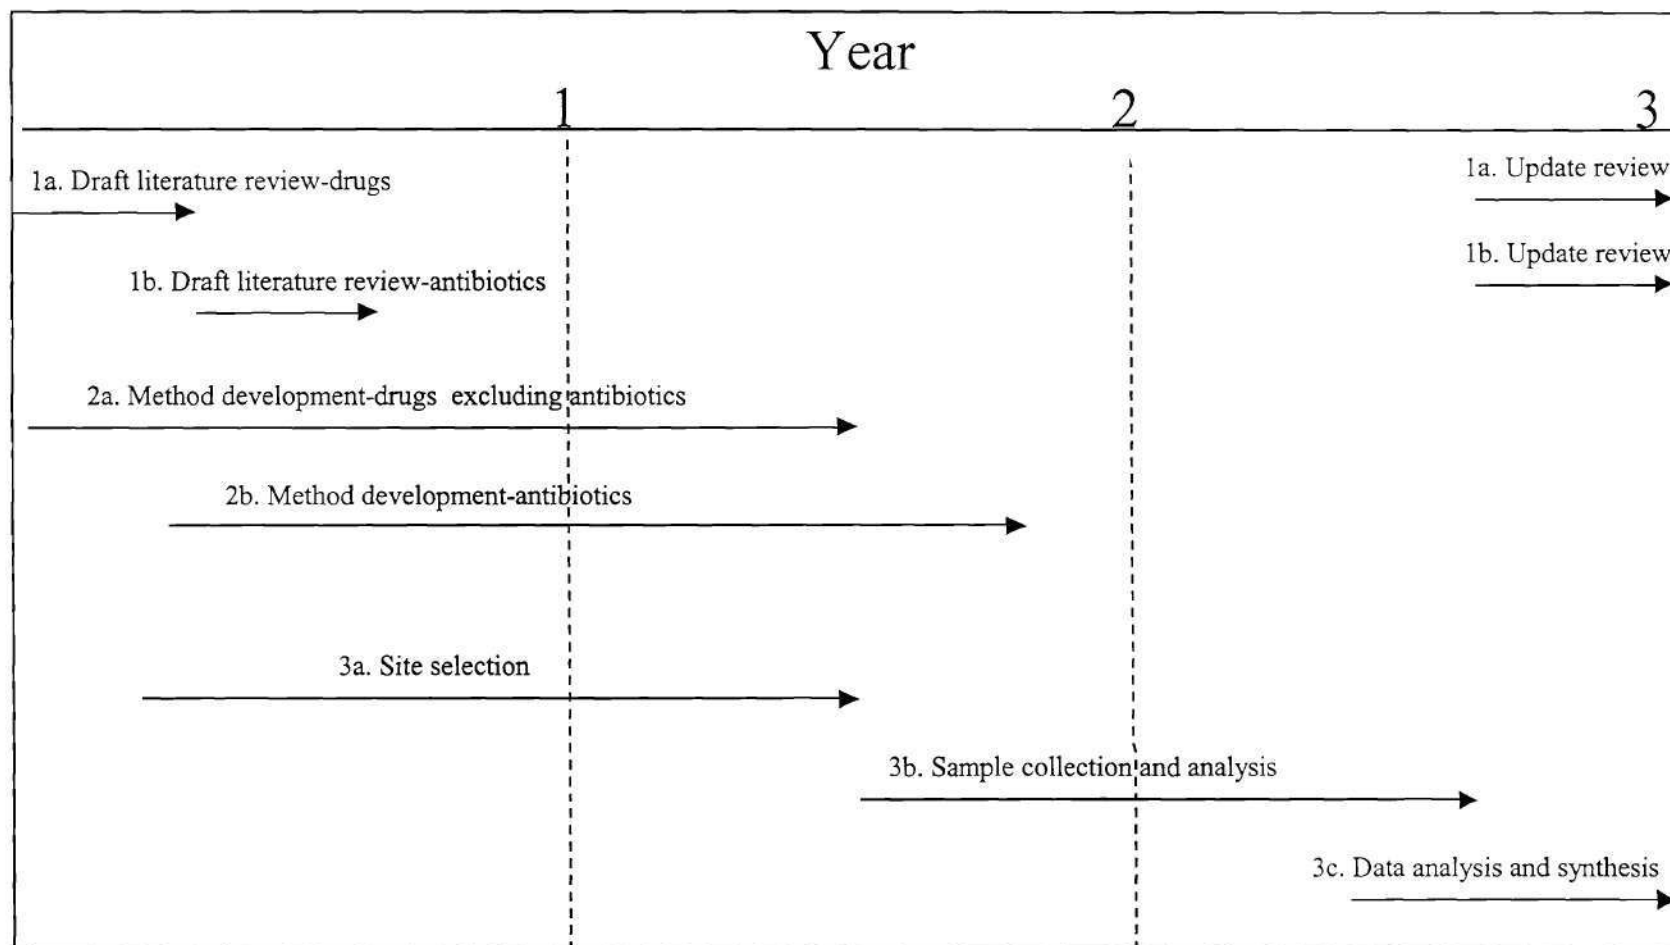 Year
1 2 3
1a. Draft literature review-drugs
1a. Update review
1b. Update review
1b. Draft literature review-antibiotics
2a. Method development-drugs excluding antibiotics
2b. Method development-antibiotics
3a. Site selection
3b. Sample collection and analysis
3c. Data analysis and synthesis